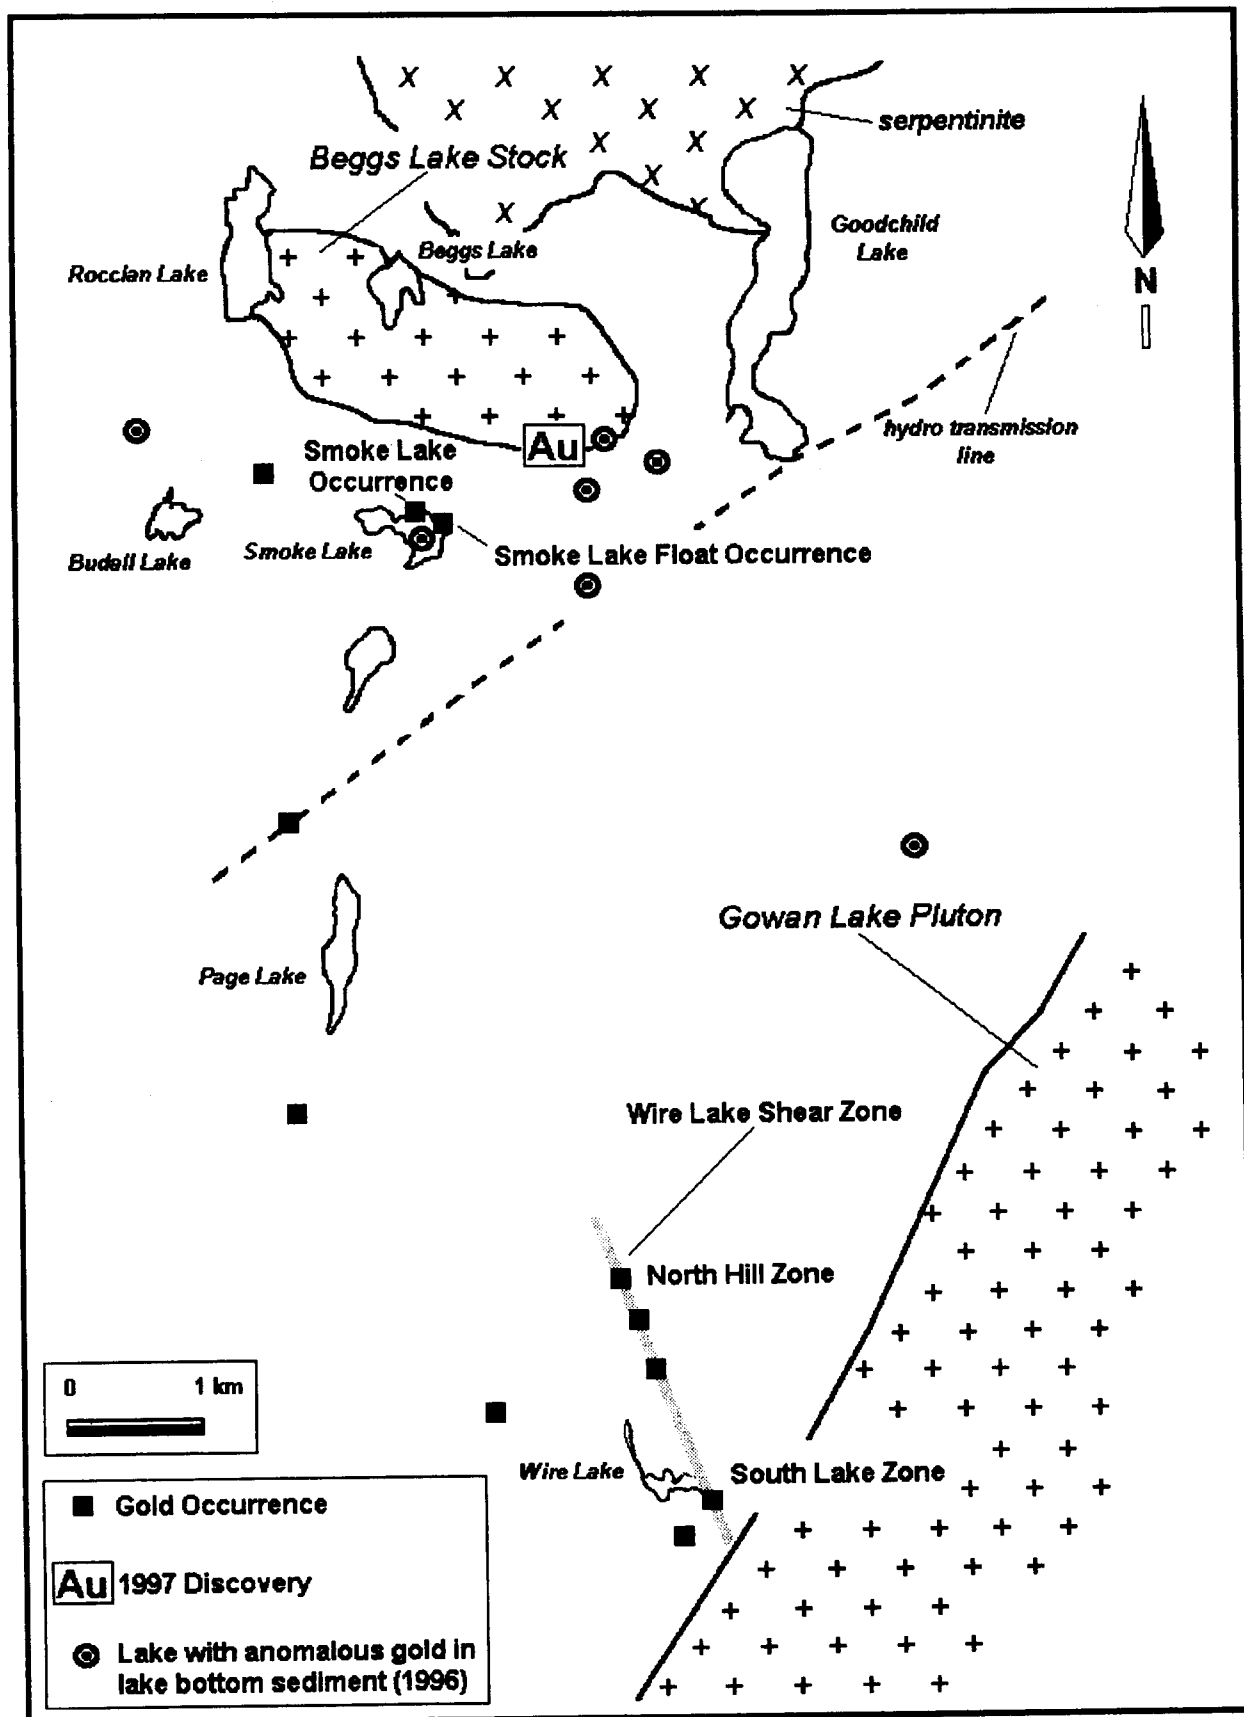 serpentinite
Beggs Lake Stock
Beggs Lake
Goodchild
Lake
Roccian Lake
N
hydro transmission
line
Smoke Lake
Occurrence
Au
Budall Lake
Smoke Lake
Smoke Lake Float Occurrence
Gowan Lake Pluton
Page Lake
Wire Lake Shear Zone
North Hill Zone
0 1 km
Wire Lake
South Lake Zone
Gold Occurrence
Au 1997 Discovery
Lake with anomalous gold in
lake bottom sediment (1996)